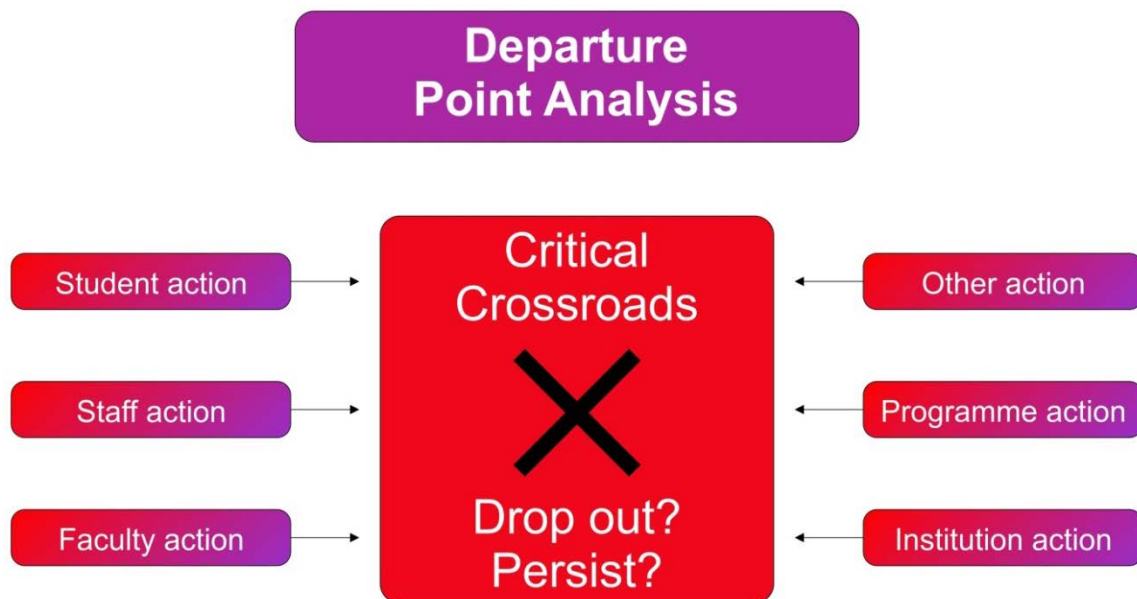 Departure
Point Analysis
Critical
Crossroads
Student action
Other action
Staff action
Programme action
Drop out?
Persist?
Faculty action
Institution action